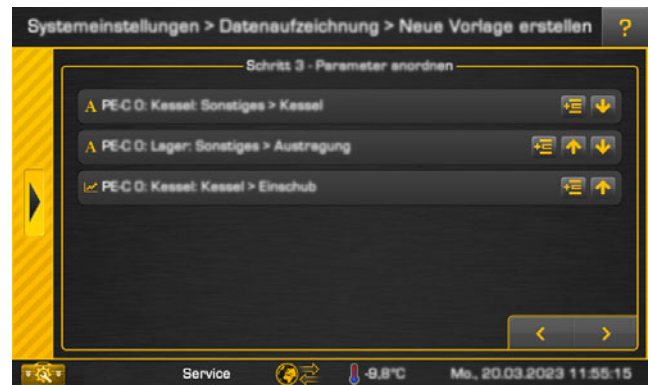 Systemeinstellungen > Datenaufzeichnung > Neue Vorlage erstellen ?
Schritt 3 - Parameter anordnen
A PE-C 0: Kessel: Sonstiges > Kessel
A PE-C 0: Lager: Sonstiges > Austragung
PE-C 0: Kessel: Kessel > Einschub
Service -9,8°C Mo., 20.03.2023 11:55:15